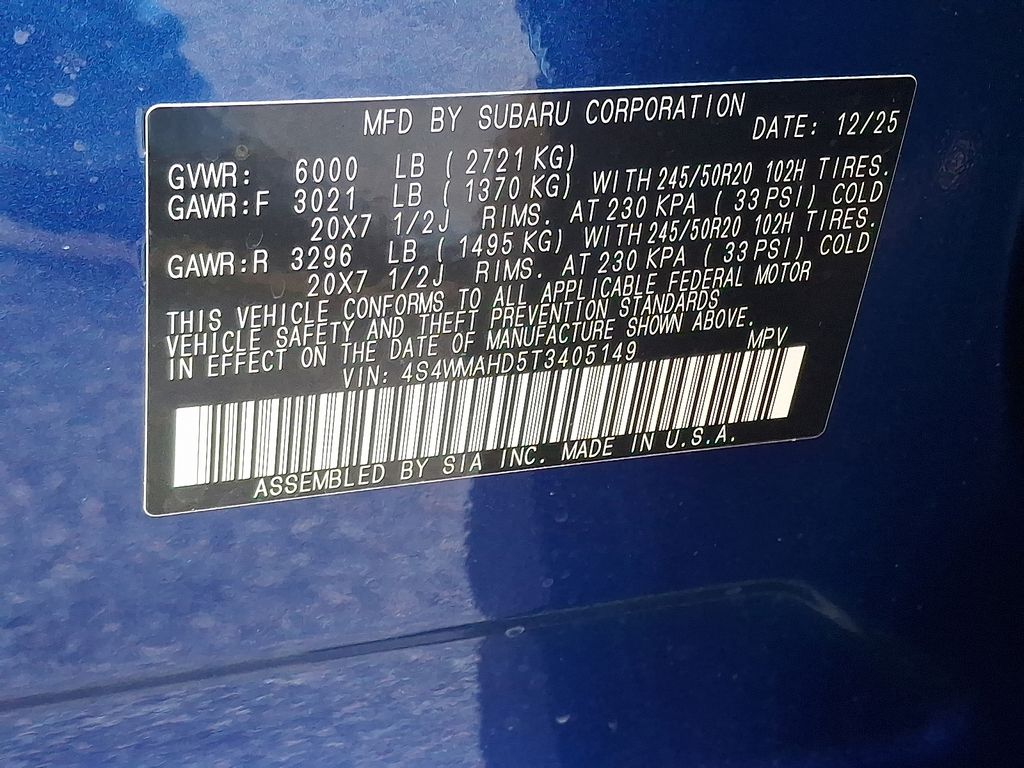 MFD BY SUBARU CORPORATION
DATE: 12/25
GVWR: 6000 LB (2721 KG)
GAWR:F 3021 LB (1370 KG) WITH 245/50R20 102H TIRES.
20X7 1/2J RIMS. AT 230 KPA (33 PSI) COLD
GAWR:R 3296 LB (1495 KG) WITH 245/50R20 102H TIRES.
20X7 1/2J RIMS. AT 230 KPA (33 PSI) COLD
THIS VEHICLE CONFORMS TO ALL APPLICABLE FEDERAL MOTOR
VEHICLE SAFETY AND THEFT PREVENTION STANDARDS
IN EFFECT ON THE DATE OF MANUFACTURE SHOWN ABOVE.
VIN: 4S4WMAHD5T3405149 MPV
ASSEMBLED BY SIA INC. MADE IN U.S.A.